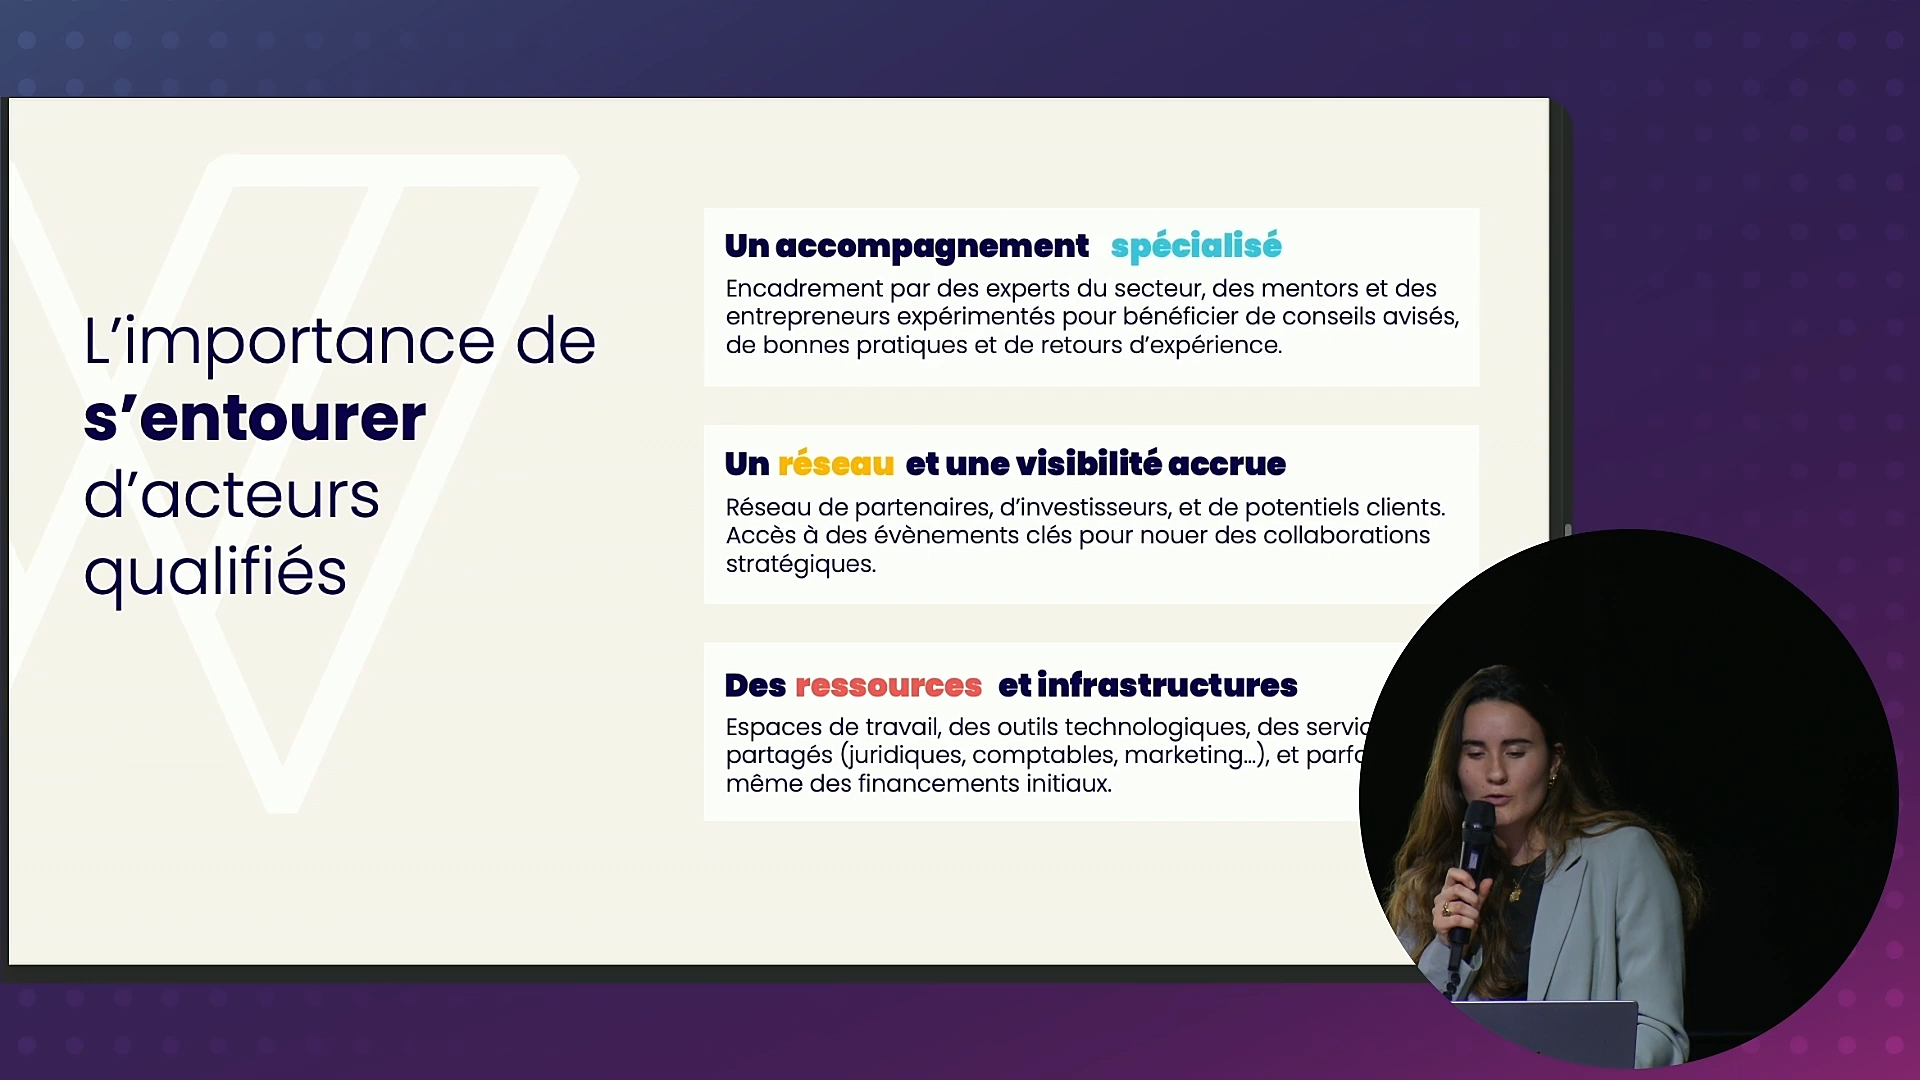 L’importance de
s’entourer
d’acteurs
qualifiés
Un accompagnement spécialisé
Encadrement par des experts du secteur, des mentors et des
entrepreneurs expérimentés pour bénéficier de conseils avisés,
de bonnes pratiques et de retours d’expérience.
Un réseau et une visibilité accrue
Réseau de partenaires, d’investisseurs, et de potentiels clients.
Accès à des évènements clés pour nouer des collaborations
stratégiques.
Des ressources et infrastructures
Espaces de travail, des outils technologiques, des
partagés (juridiques, comptables, marketing...), et
même des financements initiaux.